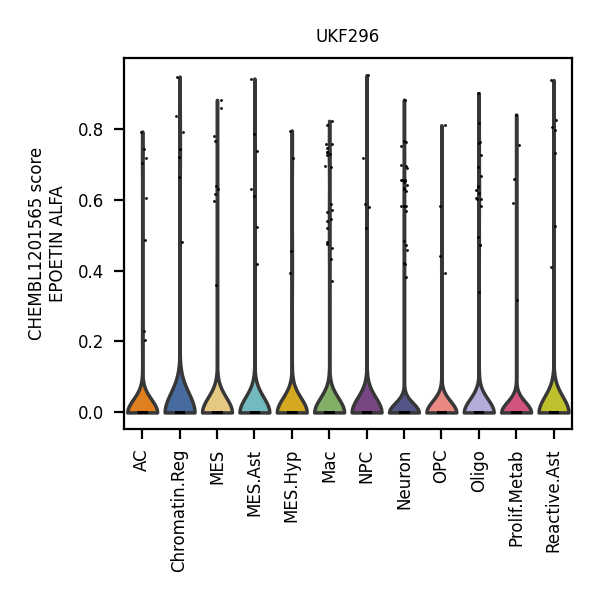 UKF296
CHEMBL1201565 score
EPOETIN ALFA
0.8
0.6
0.4
0.2
0.0
AC
Chromatin.Reg
MES
MES.Ast
MES.Hyp
Mac
NPC
Neuron
OPC
Oligo
Prolif.Metab
Reactive.Ast